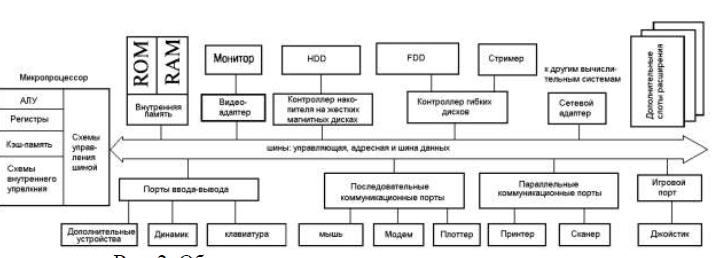 ROM
RAM
Внутренняя
память
Монитор
Видео-
адаптер
HDD
Контроллер нако-
пителя на жестких
магнитных дисках
FDD
Стример
Контроллер гибких
дисков
к другим вычисли-
тельным системам
Сетевой
адаптер
Дополнительные
слоты расширения
Микропроцессор
АЛУ
Регистры
Кэш-память
Схемы
внутреннего
упрвлкния
Схемы
управ-
ления
шиной
шины: управляющая, адресная и шина данных
Порты ввода-вывода
Последовательные
коммуникационные порты
Параллельные
коммуникационные порты
Игровой
порт
Дополнительные
устройства
Динамик
клавиатура
мышь
Модем
Плоттер
Принтер
Сканер
Джойстик